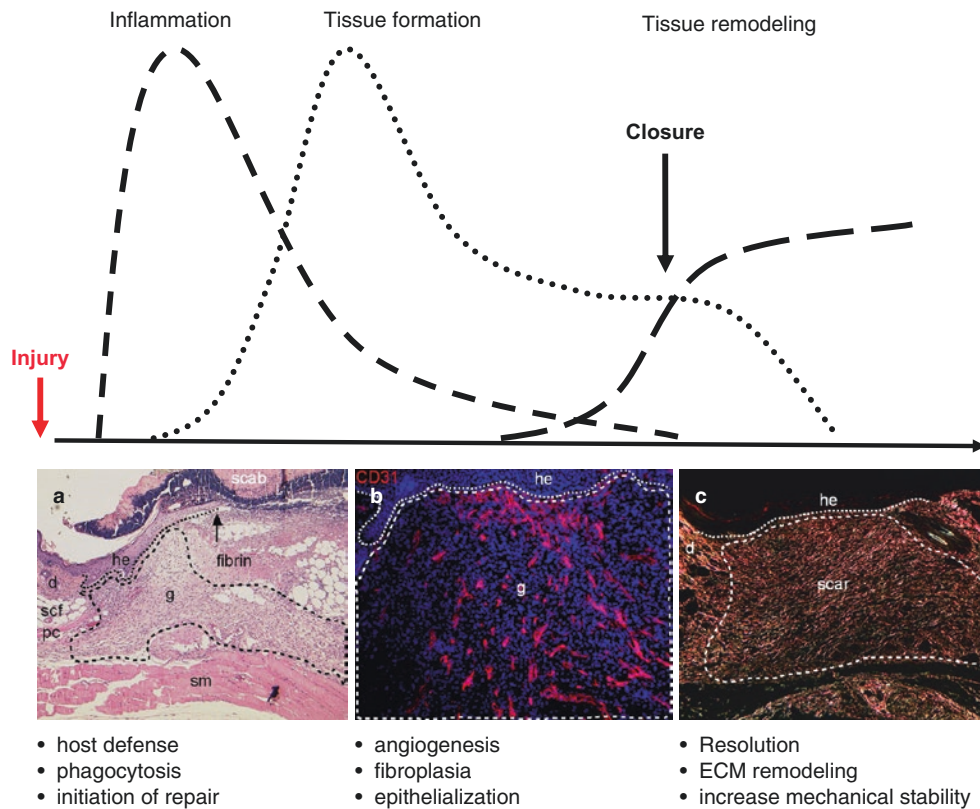 Inflammation
Tissue formation
Tissue remodeling
Closure
Injury
a
scab
he
fibrin
d
g
scf
pc
sm
CD31
b
he
g
c
he
d
scar
• host defense
• phagocytosis
• initiation of repair
• angiogenesis
• fibroplasia
• epithelialization
• Resolution
• ECM remodeling
• increase mechanical stability